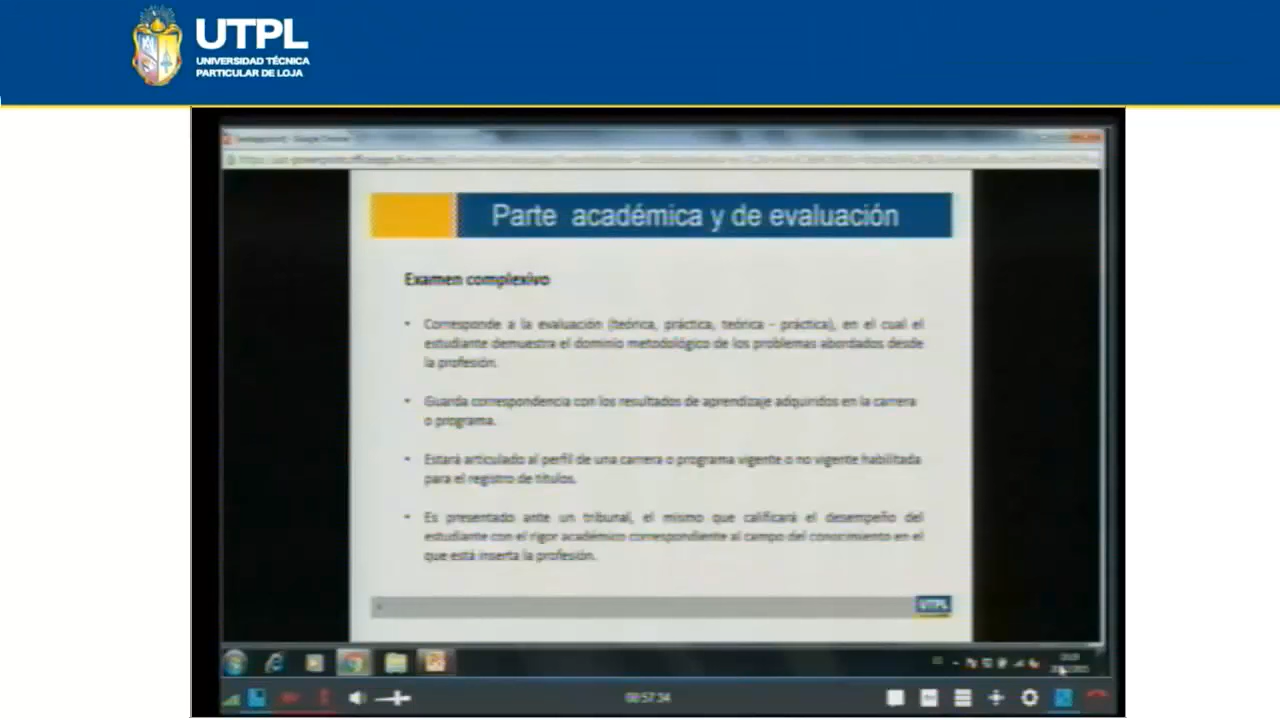 UTPL
UNIVERSIDAD TÉCNICA
PARTICULAR DE LOJA
Parte académica y de evaluación
Examen complexivo
• Corresponde a la evaluación (teórica, práctica, teórica - práctica), en el cual el
estudiante demuestra el dominio metodológico de los problemas abordados desde
la profesión.
• Guarda correspondencia con los resultados de aprendizaje adquiridos en la carrera
o programa.
• Estará articulado al perfil de una carrera o programa vigente o no vigente habilitada
para el registro de títulos.
• Es presentado ante un tribunal, el mismo que calificará el desempeño del
estudiante con el rigor académico correspondiente al campo del conocimiento en el
que está inserta la profesión.
UTPL
00:57:34